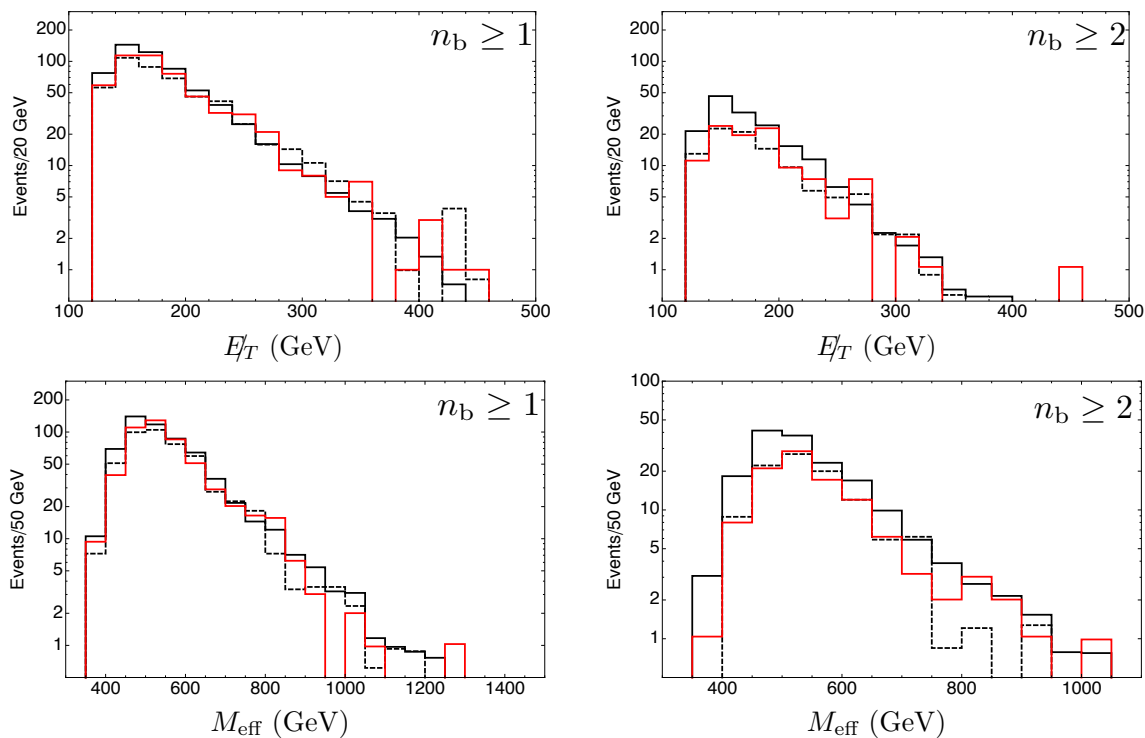 n_b ≥ 1
200
100
50
20
10
5
2
1
Events/20 GeV
100 200 300 400 500
E̸_T (GeV)
n_b ≥ 2
200
100
50
20
10
5
2
1
Events/20 GeV
100 200 300 400 500
E̸_T (GeV)
n_b ≥ 1
200
100
50
20
10
5
1
Events/50 GeV
400 600 800 1000 1200 1400
M_eff (GeV)
n_b ≥ 2
100
50
20
10
5
2
1
Events/50 GeV
400 600 800 1000
M_eff (GeV)